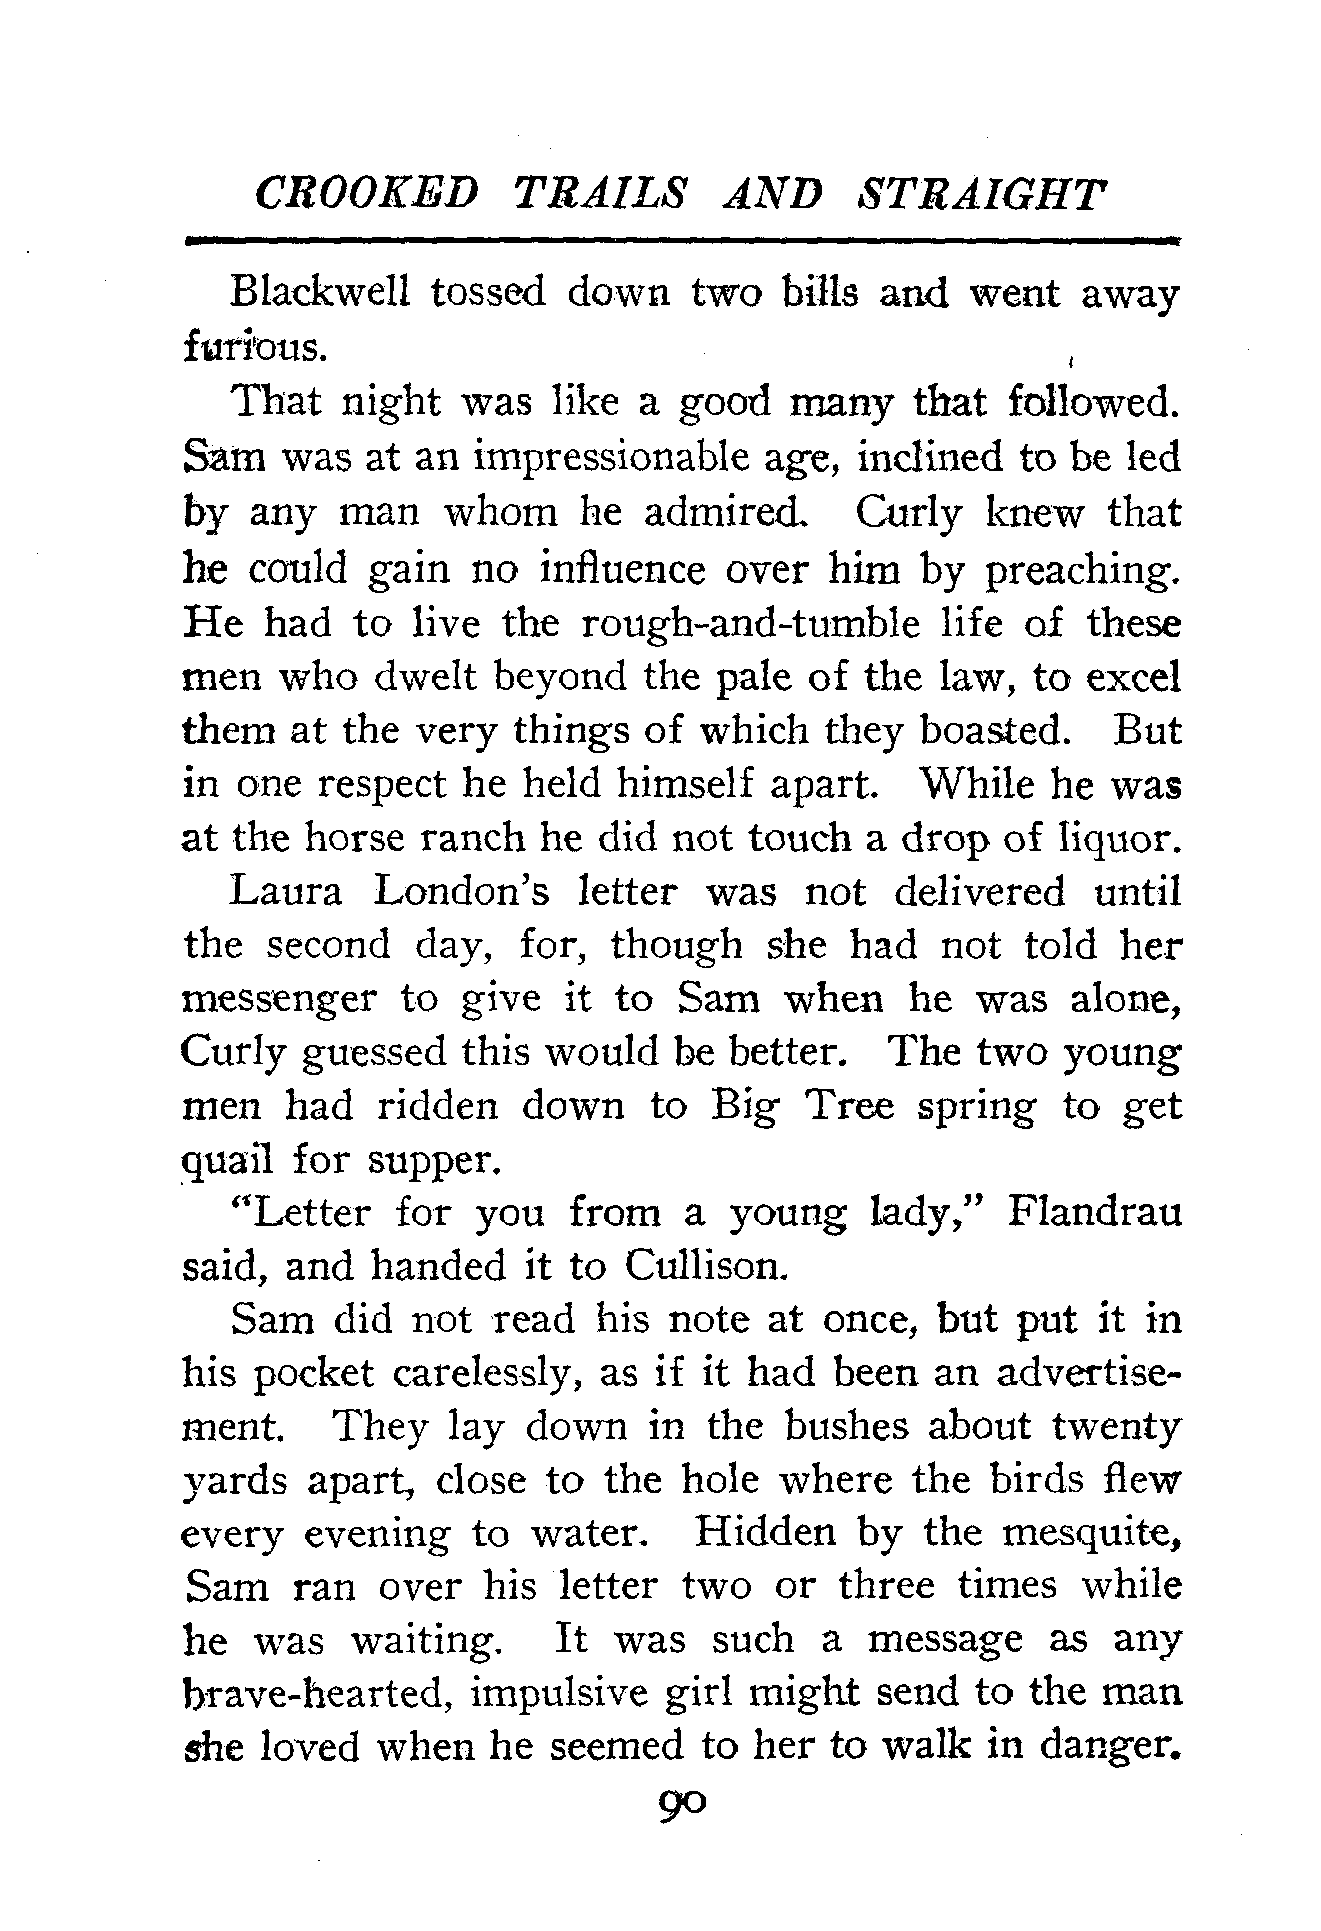 CROOKED TRAILS AND STRAIGHT
Blackwell tossed down two bills and went away
furious.
That night was like a good many that followed.
Sam was at an impressionable age, inclined to be led
by any man whom he admired. Curly knew that
he could gain no influence over him by preaching.
He had to live the rough-and-tumble life of these
men who dwelt beyond the pale of the law, to excel
them at the very things of which they boasted. But
in one respect he held himself apart. While he was
at the horse ranch he did not touch a drop of liquor.
Laura London's letter was not delivered until
the second day, for, though she had not told her
messenger to give it to Sam when he was alone,
Curly guessed this would be better. The two young
men had ridden down to Big Tree spring to get
quail for supper.
"Letter for you from a young lady," Flandrau
said, and handed it to Cullison.
Sam did not read his note at once, but put it in
his pocket carelessly, as if it had been an advertise-
ment. They lay down in the bushes about twenty
yards apart, close to the hole where the birds flew
every evening to water. Hidden by the mesquite,
Sam ran over his letter two or three times while
he was waiting. It was such a message as any
brave-hearted, impulsive girl might send to the man
she loved when he seemed to her to walk in danger.
90